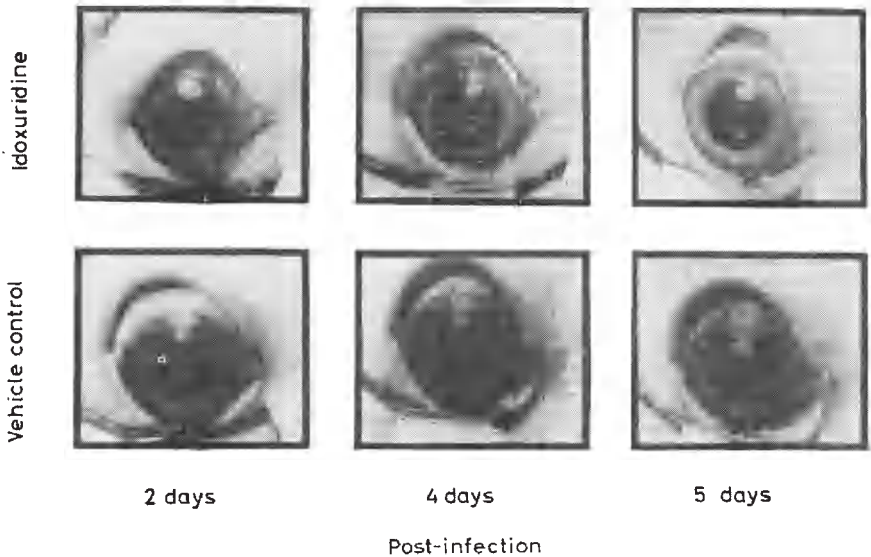 Idoxuridine
Vehicle control
2 days
4 days
5 days
Post-infection